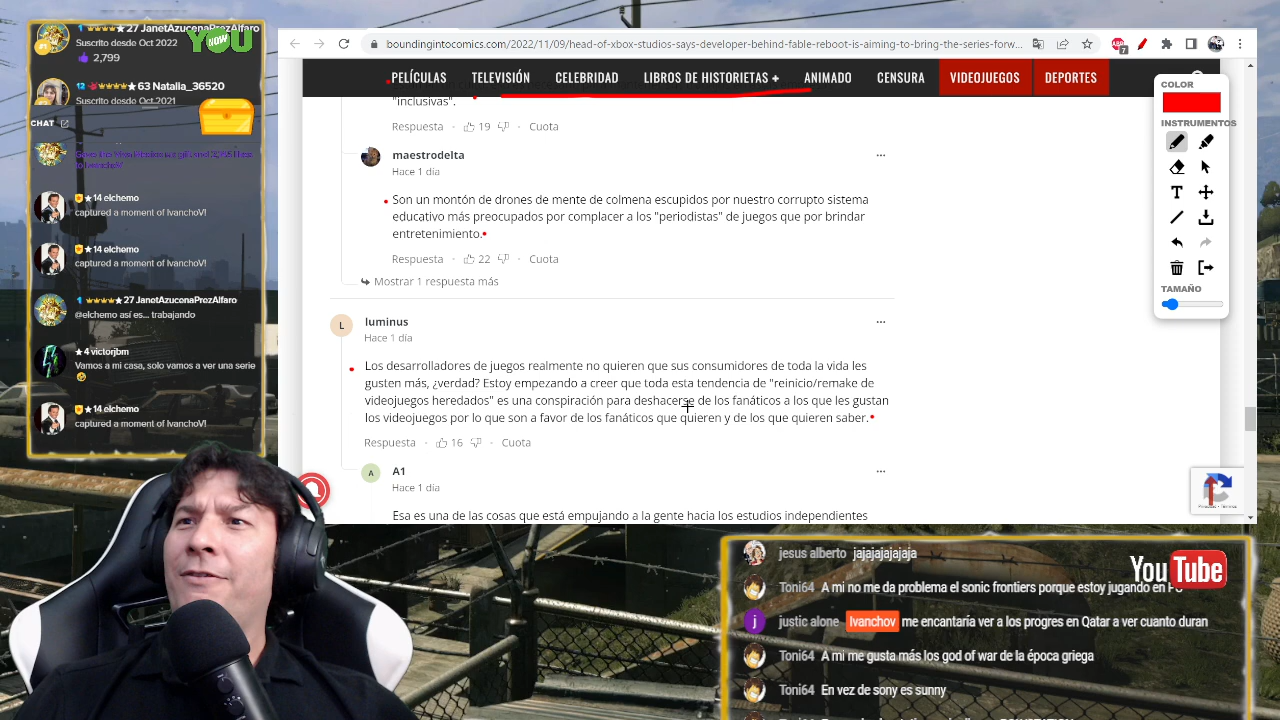 1 ★★★★★ 27 JanetAzucenaPrezAlfaro
Suscrito desde Oct 2022
2,799
YOU
NOW
12 ★★★★★ 63 Natalia_36520
Suscrito desde Oct 2021
CHAT
★14 elchemo
captured a moment of IvanchoV!
★14 elchemo
captured a moment of IvanchoV!
1 ★★★★★ 27 JanetAzucenaPrezAlfaro
@elchemo así es... trabajando
★ 4 victorjbm
Vamos a mi casa, solo vamos a ver una serie
★14 elchemo
captured a moment of IvanchoV!
boundingintocomics.com/2022/11/09/head-of-xbox-studios-says-developer-behind-fable-reboot-is-aiming-to-bring-the-series-tow...
ABP
7
PELÍCULAS
TELEVISIÓN
CELEBRIDAD
LIBROS DE HISTORIETAS +
ANIMADO
CENSURA
VIDEOJUEGOS
DEPORTES
"inclusivas".
Respuesta · 19 · Cuota
maestrodelta
Hace 1 día
Son un montón de drones de mente de colmena escupidos por nuestro corrupto sistema
educativo más preocupados por complacer a los "periodistas" de juegos que por brindar
entretenimiento.
Respuesta · 22 · Cuota
Mostrar 1 respuesta más
L
luminus
Hace 1 día
Los desarrolladores de juegos realmente no quieren que sus consumidores de toda la vida les
gusten más, ¿verdad? Estoy empezando a creer que toda esta tendencia de "reinicio/remake de
videojuegos heredados" es una conspiración para deshacerse de los fanáticos a los que les gustan
los videojuegos por lo que son a favor de los fanáticos que quieren y de los que quieren saber.
Respuesta · 16 · Cuota
A
A1
Hace 1 día
Esa es una de las cosas que está empujando a la gente hacia los estudios independientes
COLOR
INSTRUMENTOS
T
TAMAÑO
YouTube
jesus alberto jajajajajajaja
Toni64 A mi no me da problema el sonic frontiers porque estoy jugando en PC
j
justic alone Ivanchov me encantaría ver a los progres en Qatar a ver cuanto duran
Toni64 A mi me gusta más los god of war de la época griega
Toni64 En vez de sony es sunny